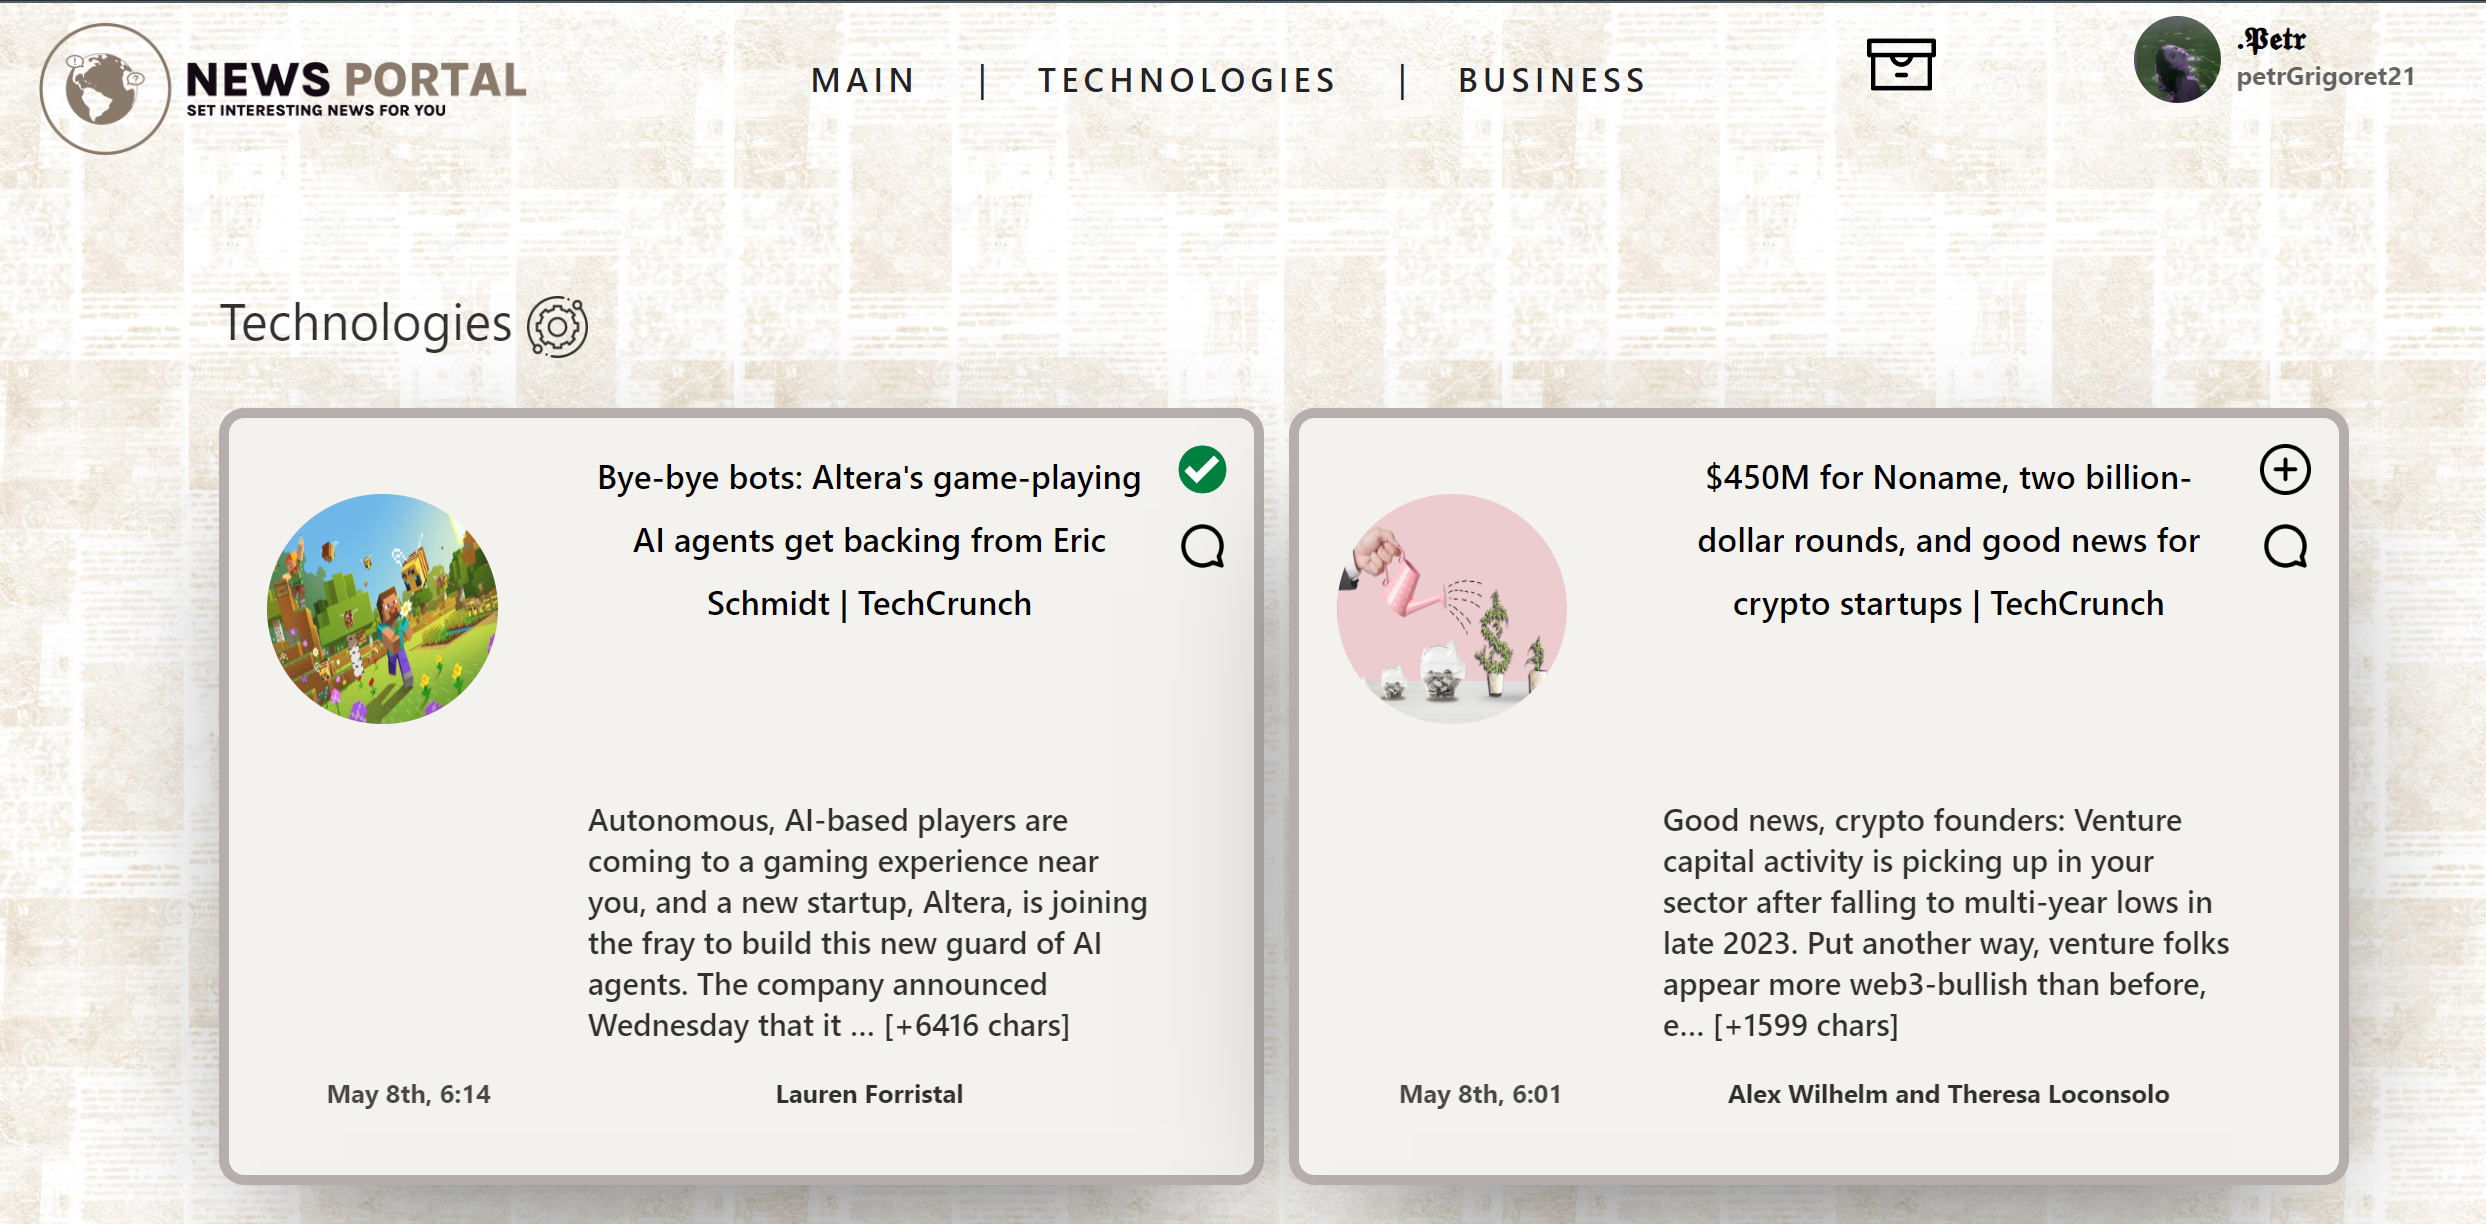 NEWS PORTAL
SET INTERESTING NEWS FOR YOU
MAIN | TECHNOLOGIES | BUSINESS
.𝕻𝖊𝖙𝖗
petrGrigoret21
Technologies
Bye-bye bots: Altera's game-playing
AI agents get backing from Eric
Schmidt | TechCrunch
Autonomous, AI-based players are
coming to a gaming experience near
you, and a new startup, Altera, is joining
the fray to build this new guard of AI
agents. The company announced
Wednesday that it … [+6416 chars]
May 8th, 6:14
Lauren Forristal
$450M for Noname, two billion-
dollar rounds, and good news for
crypto startups | TechCrunch
Good news, crypto founders: Venture
capital activity is picking up in your
sector after falling to multi-year lows in
late 2023. Put another way, venture folks
appear more web3-bullish than before,
e… [+1599 chars]
May 8th, 6:01
Alex Wilhelm and Theresa Loconsolo